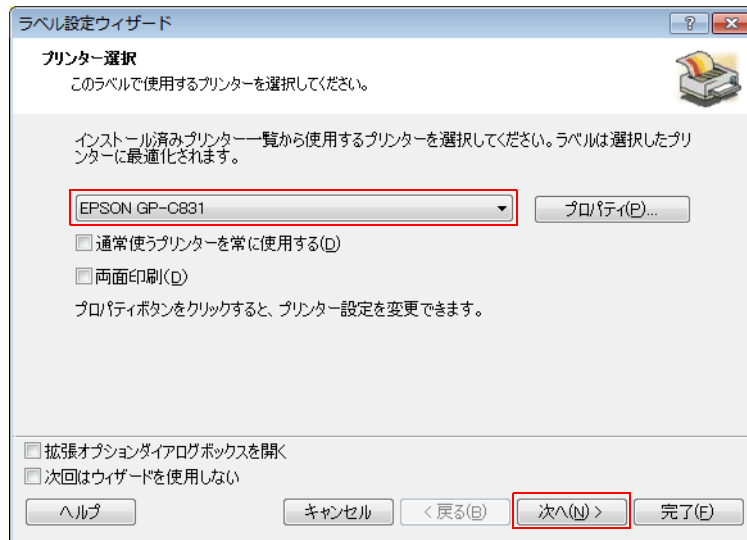 ラベル設定ウィザード
プリンター選択
このラベルで使用するプリンターを選択してください。
インストール済みプリンター一覧から使用するプリンターを選択してください。ラベルは選択したプリ
ンターに最適化されます。
EPSON GP-C831
プロパティ(P)...
通常使うプリンターを常に使用する(D)
両面印刷(D)
プロパティボタンをクリックすると、プリンター設定を変更できます。
拡張オプションダイアログボックスを開く
次回はウィザードを使用しない
ヘルプ
キャンセル
< 戻る(B)
次へ(N) >
完了(F)